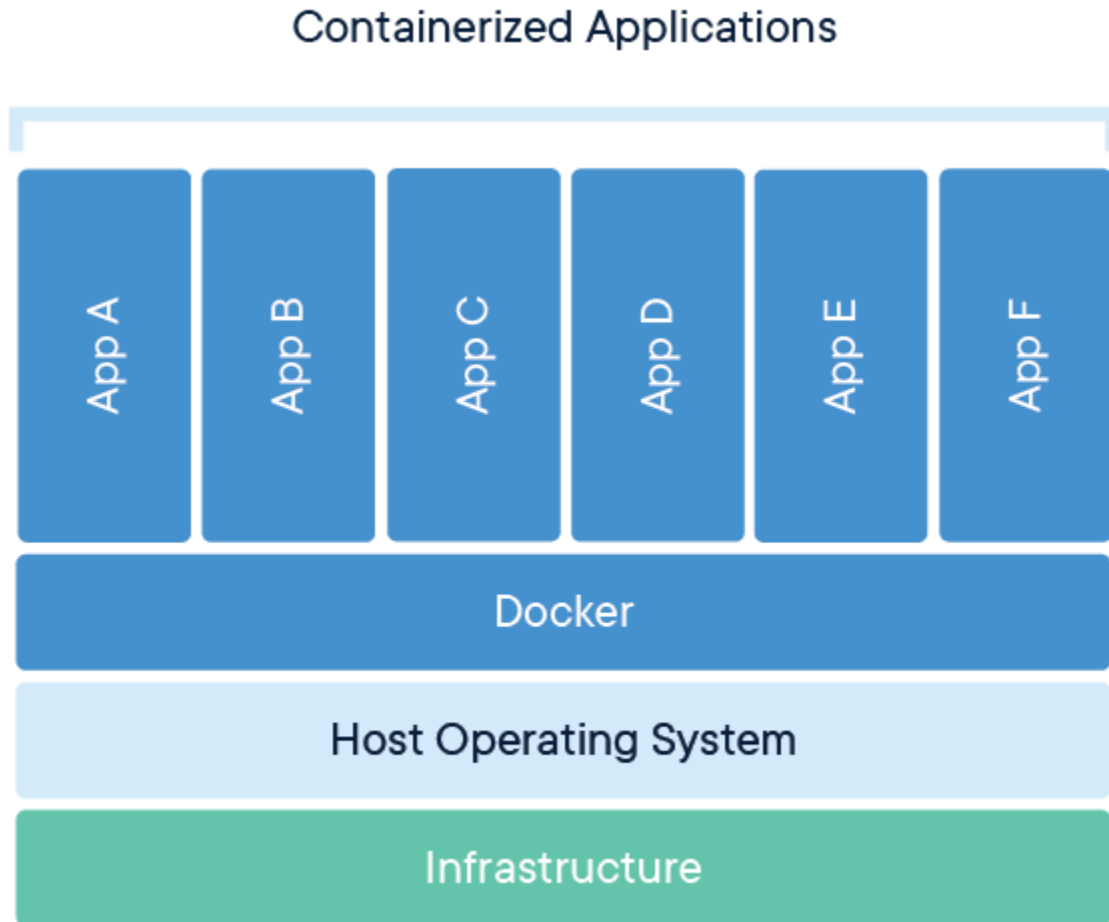 Containerized Applications
App A
App B
App C
App D
App E
App F
Docker
Host Operating System
Infrastructure